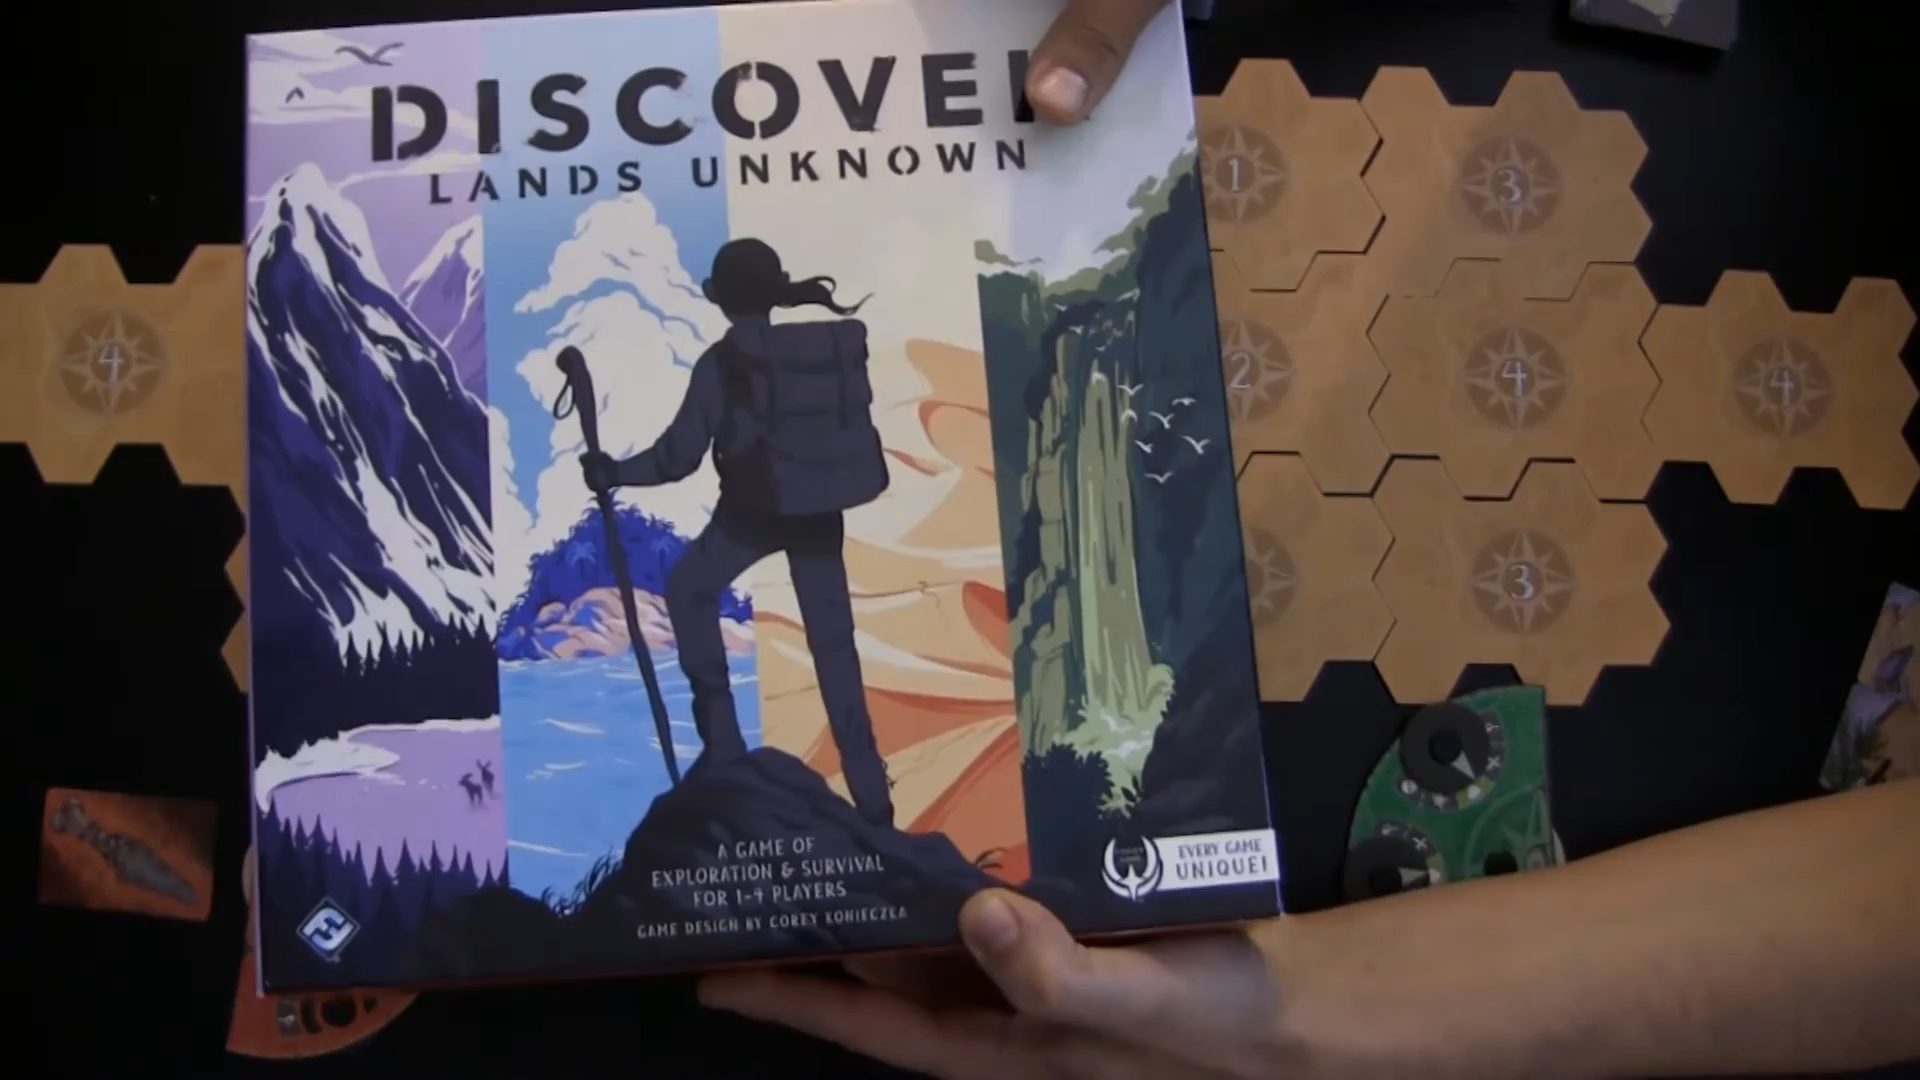 DISCOVER
LANDS UNKNOWN
A GAME OF
EXPLORATION & SURVIVAL
FOR 1-4 PLAYERS
GAME DESIGN BY COREY KONIECZKA
EVERY GAME
UNIQUE!
1
3
4
2
4
4
3